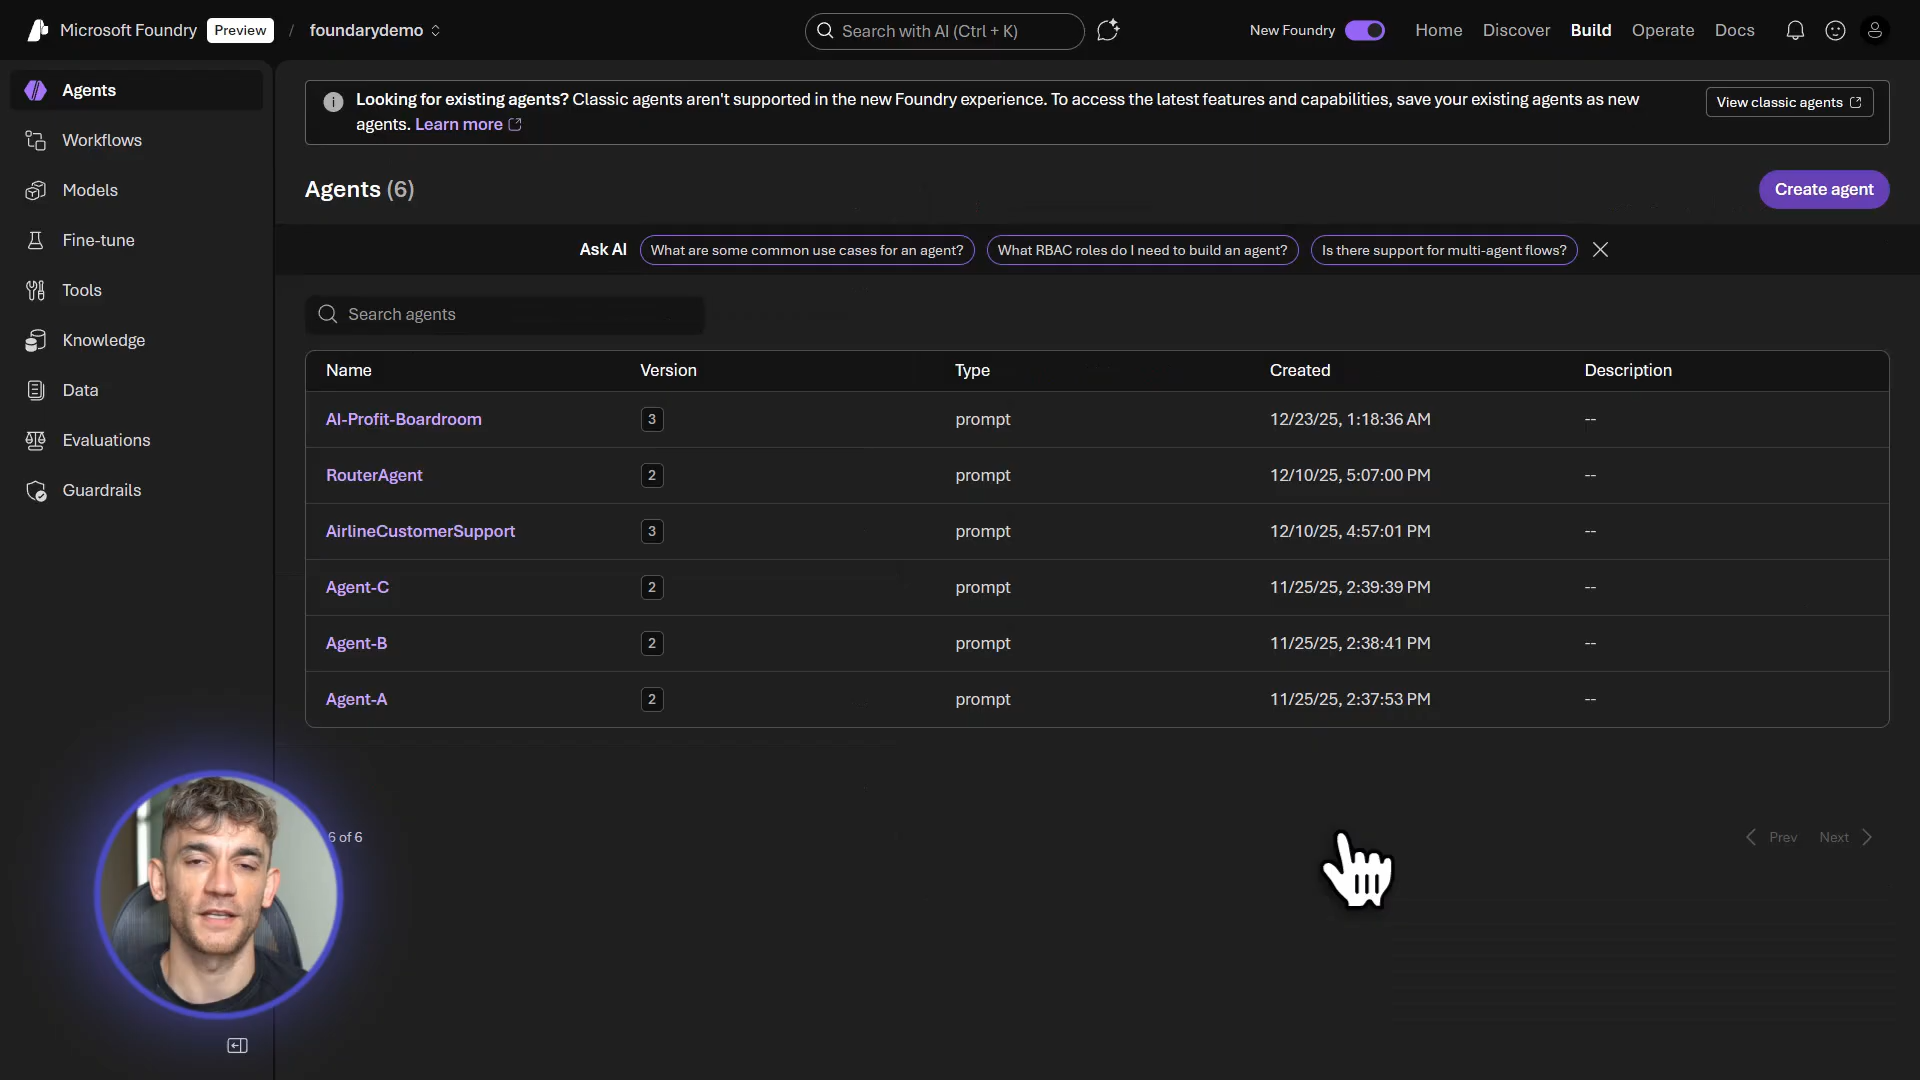 Microsoft Foundry Preview / foundarydemo
Search with AI (Ctrl + K)
New Foundry Home Discover Build Operate Docs
Agents
Workflows
Models
Fine-tune
Tools
Knowledge
Data
Evaluations
Guardrails
Looking for existing agents? Classic agents aren't supported in the new Foundry experience. To access the latest features and capabilities, save your existing agents as new
agents. Learn more
View classic agents
Agents (6)
Create agent
Ask AI What are some common use cases for an agent? What RBAC roles do I need to build an agent? Is there support for multi-agent flows?
Search agents
Name Version Type Created Description
AI-Profit-Boardroom 3 prompt 12/23/25, 1:18:36 AM --
RouterAgent 2 prompt 12/10/25, 5:07:00 PM --
AirlineCustomerSupport 3 prompt 12/10/25, 4:57:01 PM --
Agent-C 2 prompt 11/25/25, 2:39:39 PM --
Agent-B 2 prompt 11/25/25, 2:38:41 PM --
Agent-A 2 prompt 11/25/25, 2:37:53 PM --
6 of 6
Prev Next